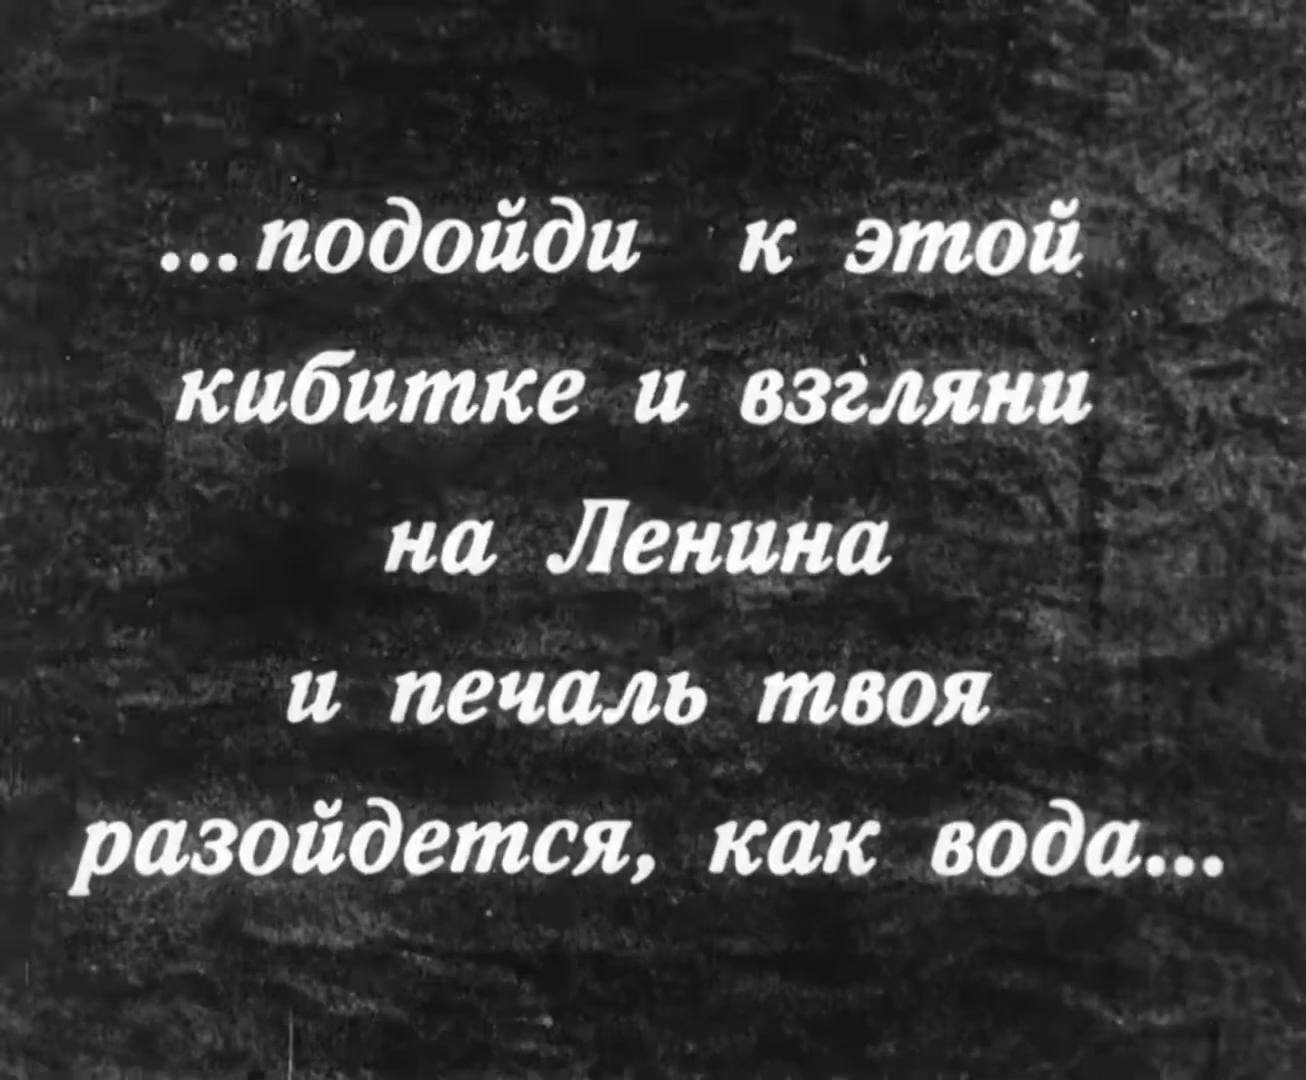 ...подойди к этой
кибитке и взгляни
на Ленина
и печаль твоя
разойдется, как вода...